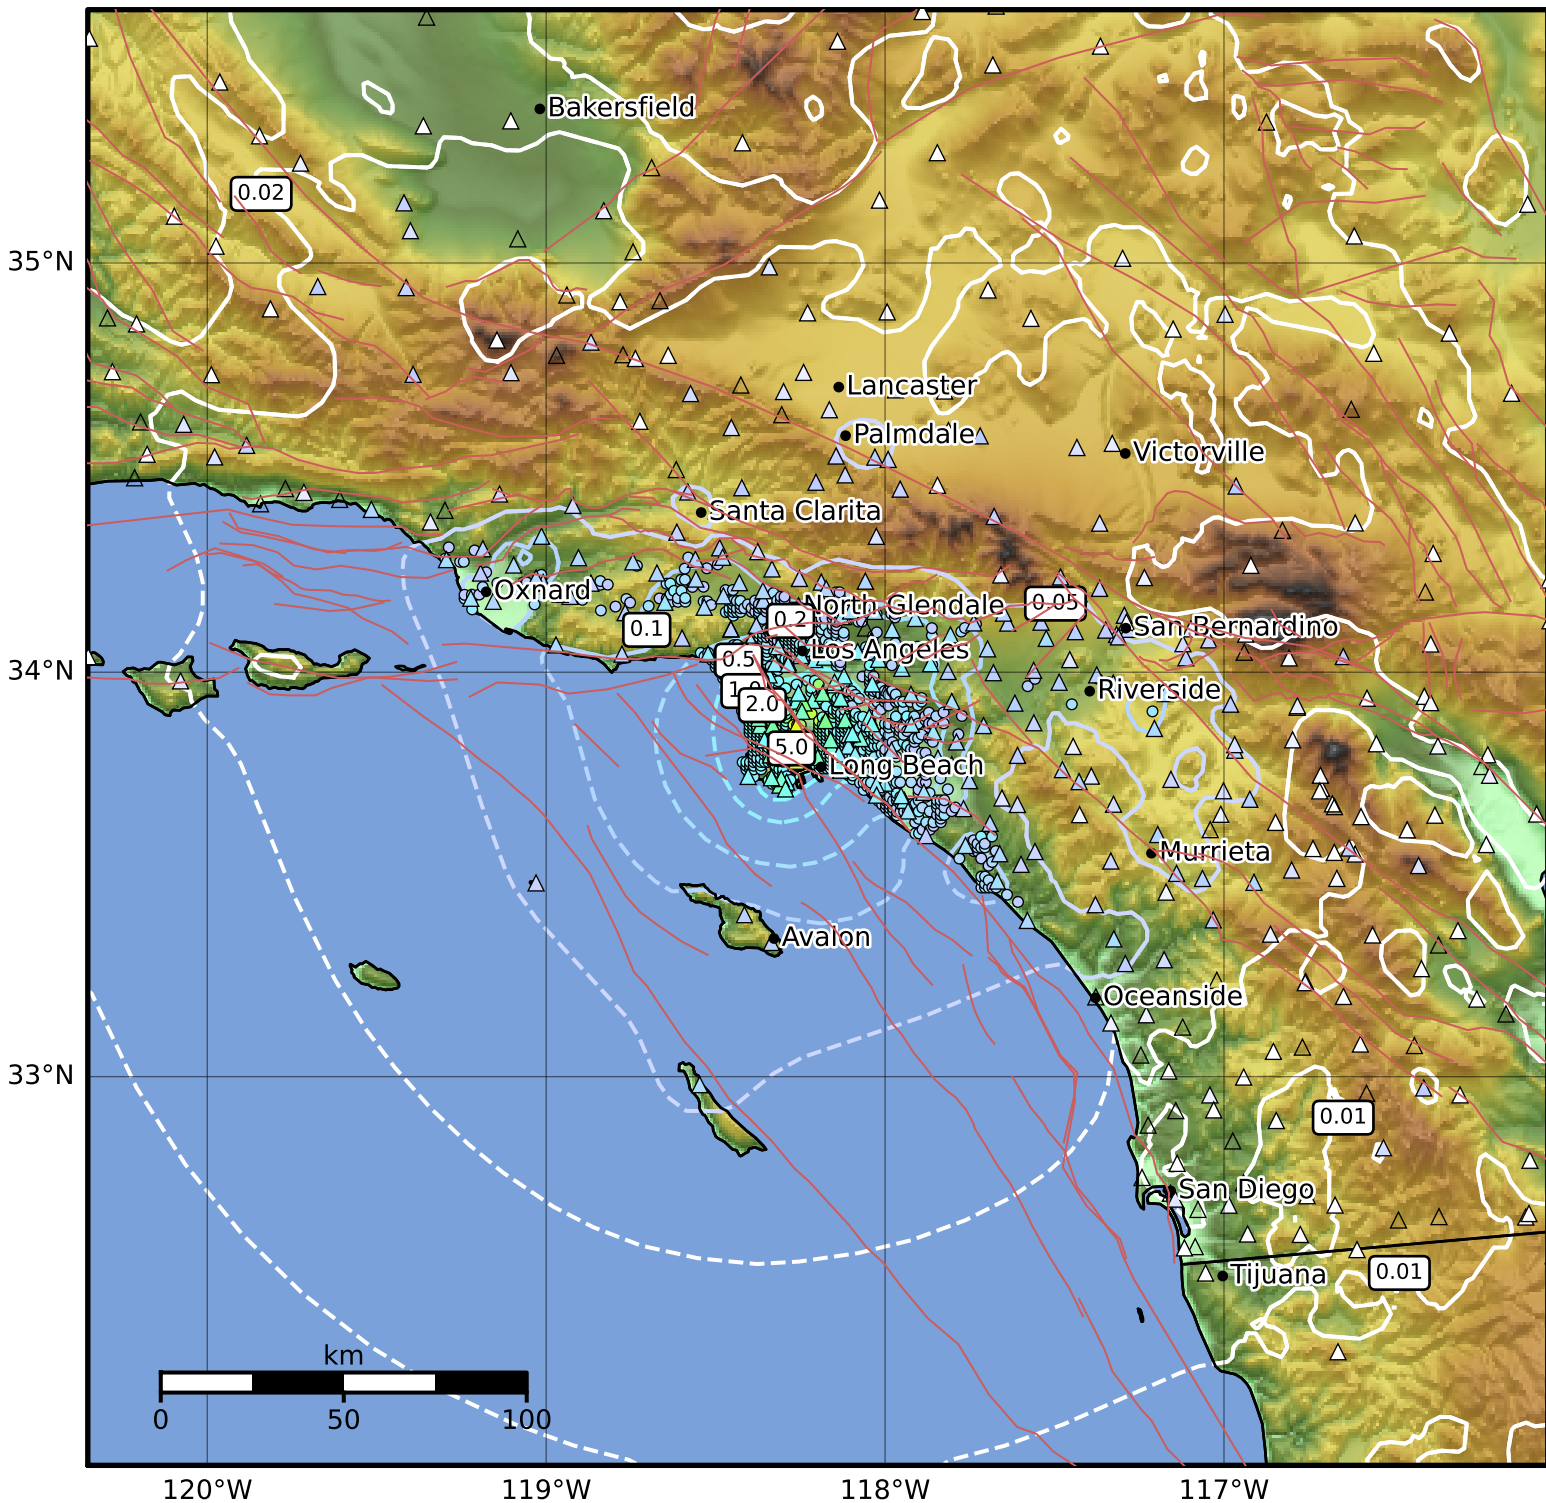 Bakersfield
0.02
35°N
Lancaster
Palmdale
Victorville
Santa Clarita
Oxnard
North Glendale
0.05
0.1
0.2
San Bernardino
Los Angeles
34°N
0.5
Riverside
2.0
5.0
Long Beach
Murrieta
Avalon
Oceanside
33°N
0.01
San Diego
0.01
Tijuana
km
0 50 100
120°W 119°W 118°W 117°W